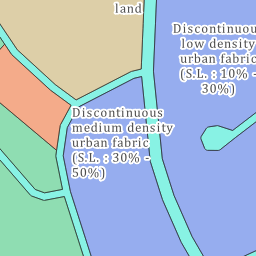 land
Discontinuous
low density
urban fabric
(S.L. : 10% -
30%)
Discontinuous
medium density
urban fabric
(S.L. : 30% -
50%)